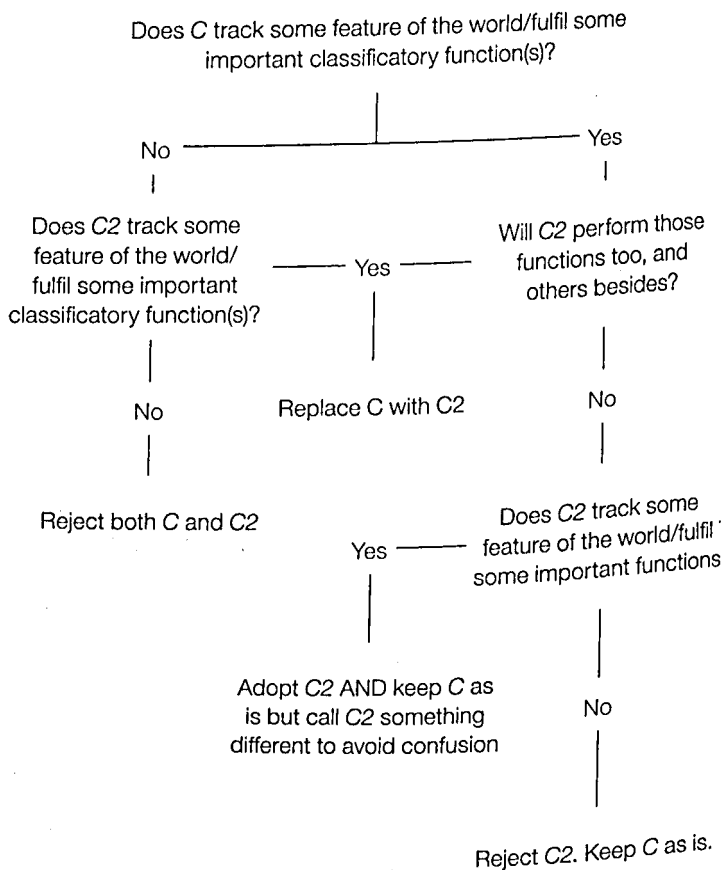 Does C track some feature of the world/fulfil some
important classificatory function(s)?
No
Yes
Does C2 track some
feature of the world/
fulfil some important
classificatory function(s)?
Yes
Will C2 perform those
functions too, and
others besides?
No
Replace C with C2
No
Reject both C and C2
Yes
Does C2 track some
feature of the world/fulfil
some important functions
Adopt C2 AND keep C as
is but call C2 something
different to avoid confusion
No
Reject C2. Keep C as is.